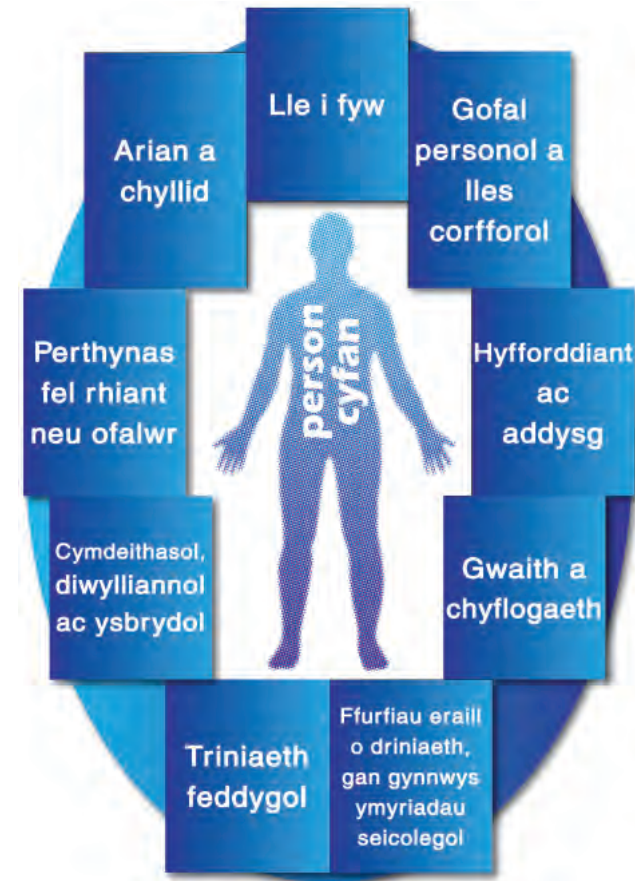 Lle i fyw
Gofal
personol a
lles
corfforol
Hyfforddiant
ac
addysg
Gwaith a
chyflogaeth
Ffurfiau eraill
o driniaeth,
gan gynnwys
ymyriadau
seicolegol
Triniaeth
feddygol
Cymdeithasol,
diwylliannol
ac ysbrydol
Perthynas
fel rhiant
neu ofalwr
Arian a
chyllid
person
cyfan